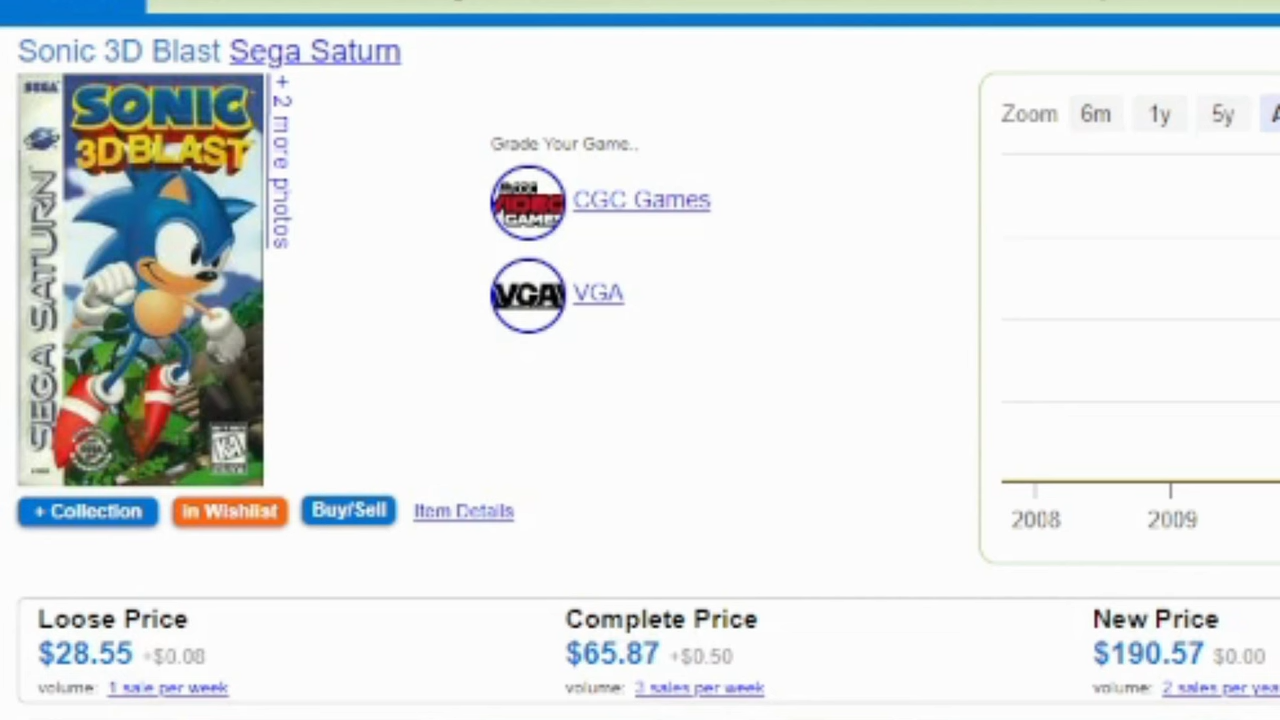 Sonic 3D Blast Sega Saturn
SEGA
SONIC
3D BLAST
SEGA SATURN
+ 2 more photos
Grade Your Game..
VIDEO
GAMES
CGC Games
VGA
VGA
Zoom 6m 1y 5y A
2008 2009
+ Collection
In Wishlist
Buy/Sell
Item Details
Loose Price
$28.55 +$0.08
volume: 1 sale per week
Complete Price
$65.87 +$0.50
volume: 3 sales per week
New Price
$190.57 $0.00
volume: 2 sales per yea